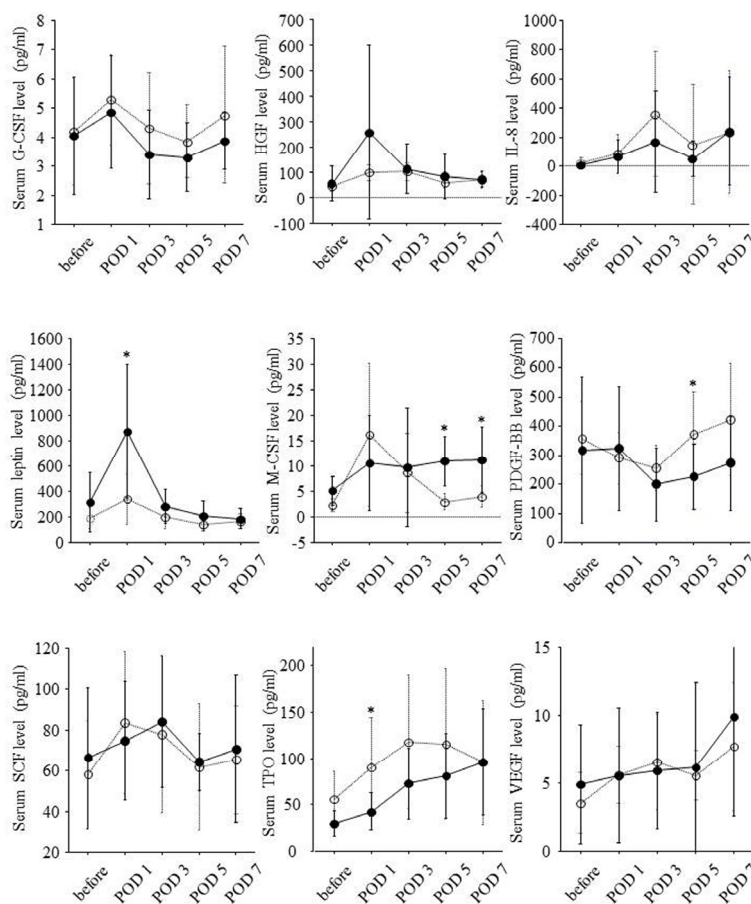 Serum G-CSF level (pg/ml)
8
7
6
5
4
3
2
1
before
POD 1
POD 3
POD 5
POD 7
Serum HGF level (pg/ml)
700
600
500
400
300
200
100
0
-100
before
POD 1
POD 3
POD 5
POD 7
Serum IL-8 level (pg/ml)
1000
800
600
400
200
0
-200
-400
before
POD 1
POD 3
POD 5
POD 7
Serum leptin level (pg/ml)
1600
1400
1200
1000
800
600
400
200
0
*
before
POD 1
POD 3
POD 5
POD 7
Serum M-CSF level (pg/ml)
35
30
25
20
15
10
5
0
-5
*
*
before
POD 1
POD 3
POD 5
POD 7
Serum PDGF-BB level (pg/ml)
700
600
500
400
300
200
100
0
*
before
POD 1
POD 3
POD 5
POD 7
Serum SCF level (pg/ml)
120
100
80
60
40
20
before
POD 1
POD 3
POD 5
POD 7
Serum TPO level (pg/ml)
200
150
100
50
0
*
before
POD 1
POD 3
POD 5
POD 7
Serum VEGF level (pg/ml)
15
10
5
0
before
POD 1
POD 3
POD 5
POD 7